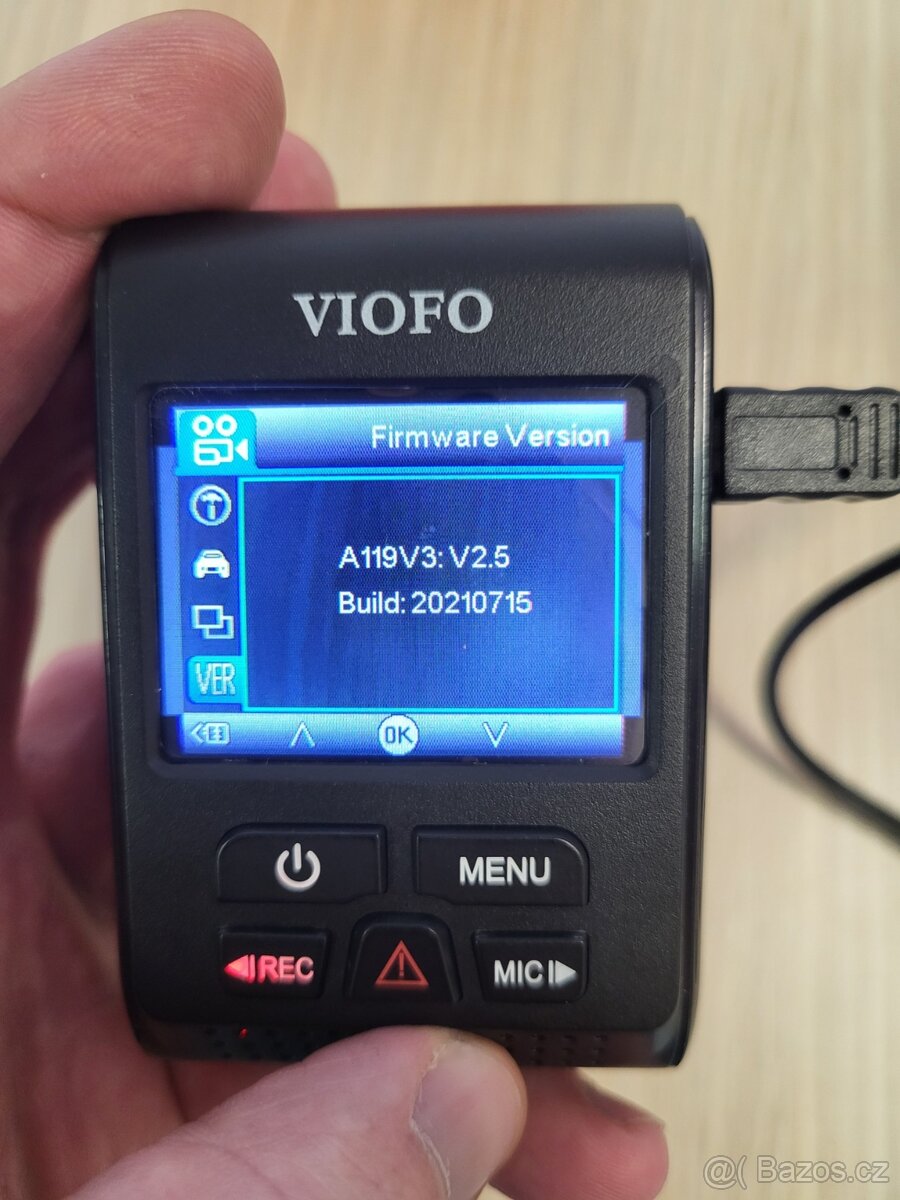 VIOFO
Firmware Version
A119V3: V2.5
Build: 20210715
VER
OK
MENU
REC
MIC
@( Bazos.cz